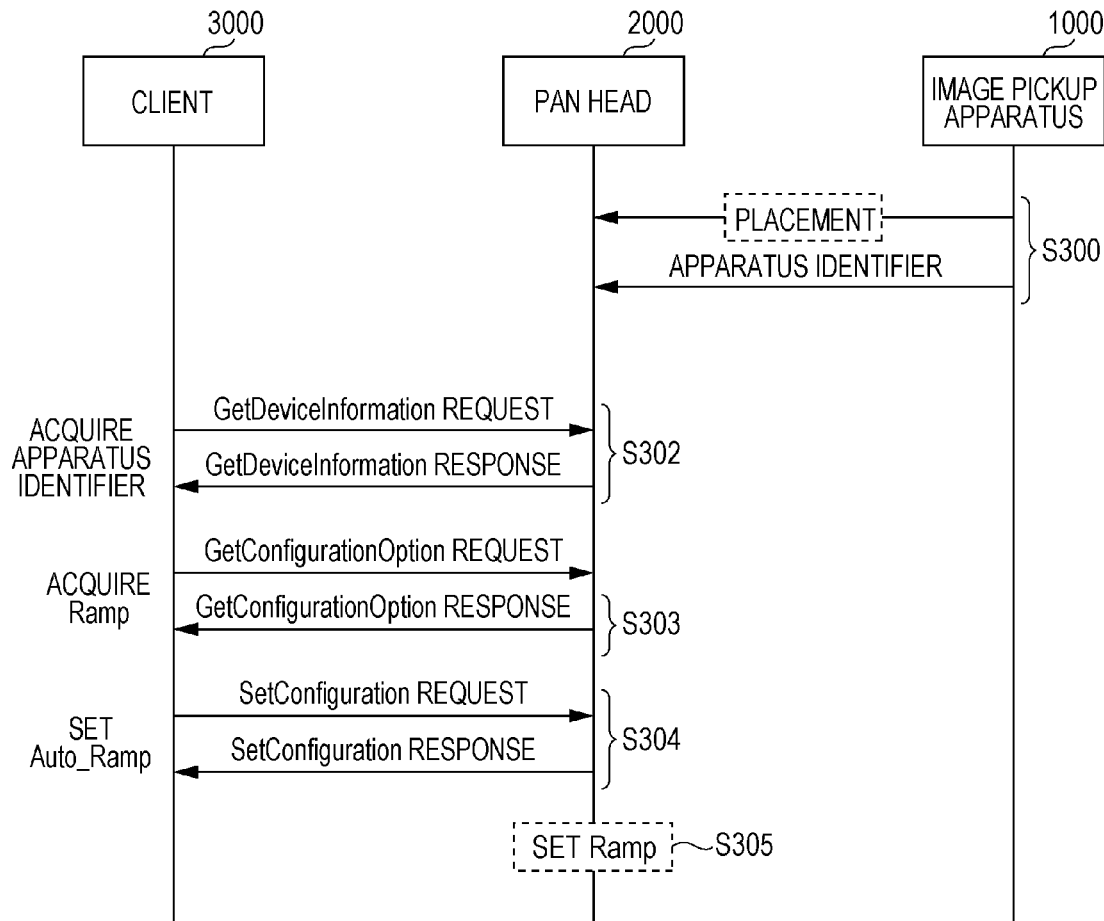 3000
2000
1000
CLIENT
PAN HEAD
IMAGE PICKUP
APPARATUS
PLACEMENT
APPARATUS IDENTIFIER
S300
ACQUIRE
APPARATUS
IDENTIFIER
GetDeviceInformation REQUEST
GetDeviceInformation RESPONSE
S302
ACQUIRE
Ramp
GetConfigurationOption REQUEST
GetConfigurationOption RESPONSE
S303
SET
Auto_Ramp
SetConfiguration REQUEST
SetConfiguration RESPONSE
S304
SET Ramp
S305